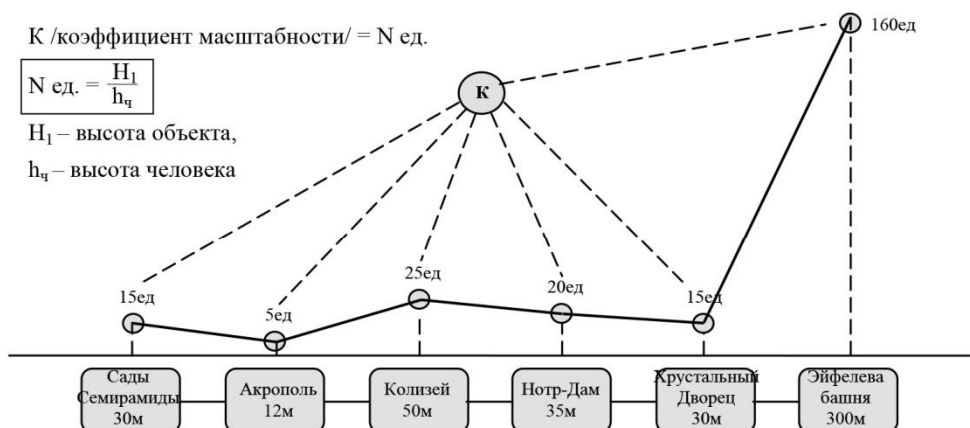 К /коэффициент масштабности/ = N ед.
N ед. = H₁/hч
H₁ – высота объекта,
hч – высота человека
К
160ед
15ед
5ед
25ед
20ед
15ед
Сады
Семирамиды
30м
Акрополь
12м
Колизей
50м
Нотр-Дам
35м
Хрустальный
Дворец
30м
Эйфелева
башня
300м